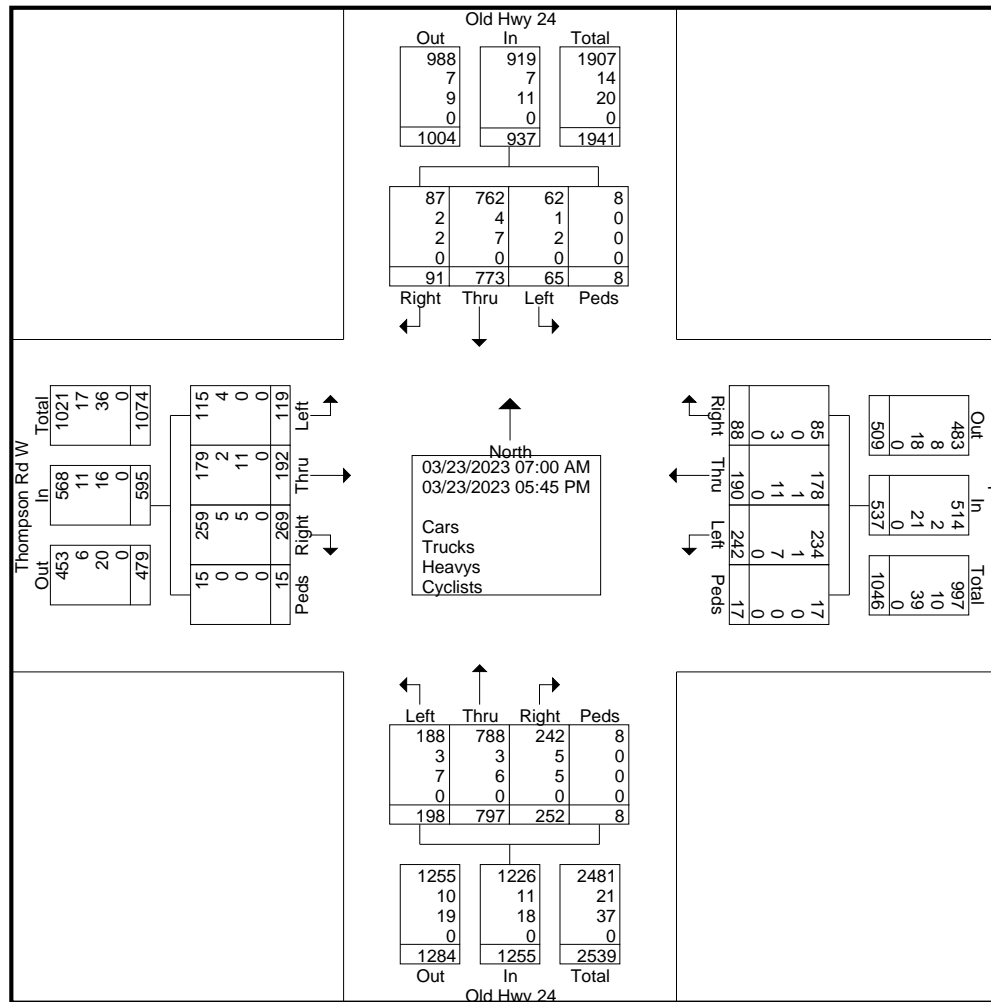 Old Hwy 24
Out In Total
988 919 1907
7 7 14
9 11 20
0 0 0
1004 937 1941
87 762 62 8
2 4 1 0
2 7 2 0
0 0 0 0
91 773 65 8
Right Thru Left Peds
Thompson Rd W
Total
1021
17
36
0
1074
In
568
11
16
0
595
Out
453
6
20
0
479
Left
115
4
0
0
119
Thru
179
2
11
0
192
Right
259
5
5
0
269
Peds
15
0
0
0
15
North
03/23/2023 07:00 AM
03/23/2023 05:45 PM
Cars
Trucks
Heavys
Cyclists
Right
85
0
3
0
88
Thru
178
1
11
0
190
Left
234
1
7
0
242
Peds
17
0
0
0
17
Out
483
8
18
0
509
In
514
2
21
0
537
Total
997
10
39
0
1046
Left Thru Right Peds
188 788 242 8
3 3 5 0
7 6 5 0
0 0 0 0
198 797 252 8
1255 1226 2481
10 11 21
19 18 37
0 0 0
1284 1255 2539
Out In Total
Old Hwy 24